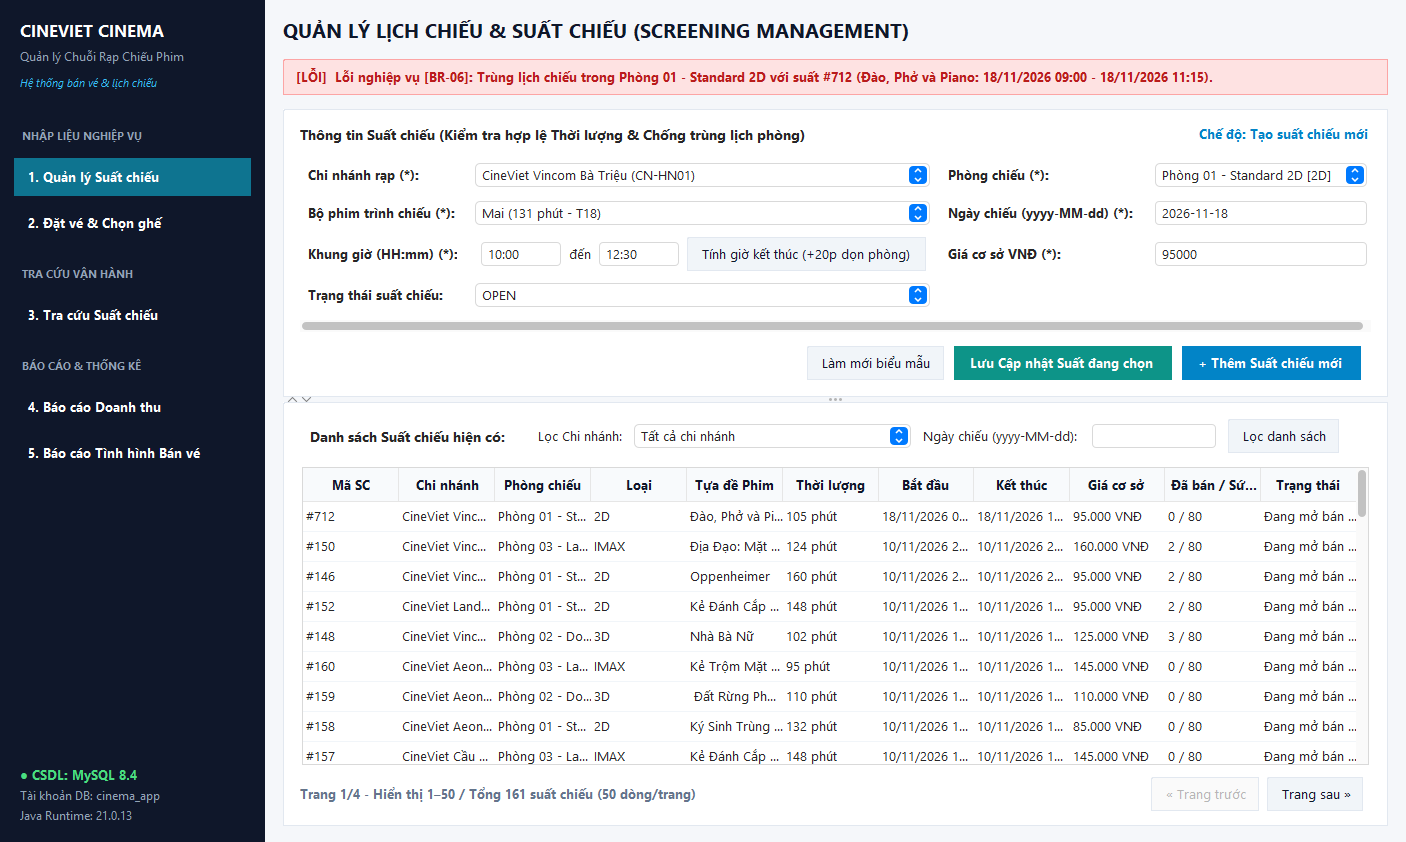 CINEVIET CINEMA
Quản lý Chuỗi Rạp Chiếu Phim
Hệ thống bán vé & lịch chiếu
NHẬP LIỆU NGHIỆP VỤ
1. Quản lý Suất chiếu
2. Đặt vé & Chọn ghế
TRA CỨU VẬN HÀNH
3. Tra cứu Suất chiếu
BÁO CÁO & THỐNG KÊ
4. Báo cáo Doanh thu
5. Báo cáo Tình hình Bán vé
● CSDL: MySQL 8.4
Tài khoản DB: cinema_app
Java Runtime: 21.0.13
QUẢN LÝ LỊCH CHIẾU & SUẤT CHIẾU (SCREENING MANAGEMENT)
[LỖI] Lỗi nghiệp vụ [BR-06]: Trùng lịch chiếu trong Phòng 01 - Standard 2D với suất #712 (Đào, Phở và Piano: 18/11/2026 09:00 - 18/11/2026 11:15).
Thông tin Suất chiếu (Kiểm tra hợp lệ Thời lượng & Chống trùng lịch phòng)
Chế độ: Tạo suất chiếu mới
Chi nhánh rạp (*): CineViet Vincom Bà Triệu (CN-HN01) Phòng chiếu (*): Phòng 01 - Standard 2D [2D]
Bộ phim trình chiếu (*): Mai (131 phút - T18) Ngày chiếu (yyyy-MM-dd) (*): 2026-11-18
Khung giờ (HH:mm) (*): 10:00 đến 12:30 Tính giờ kết thúc (+20p dọn phòng) Giá cơ sở VNĐ (*): 95000
Trạng thái suất chiếu: OPEN
Làm mới biểu mẫu Lưu Cập nhật Suất đang chọn + Thêm Suất chiếu mới
Danh sách Suất chiếu hiện có: Lọc Chi nhánh: Tất cả chi nhánh Ngày chiếu (yyyy-MM-dd): Lọc danh sách
Mã SC Chi nhánh Phòng chiếu Loại Tựa đề Phim Thời lượng Bắt đầu Kết thúc Giá cơ sở Đã bán / Sứ... Trạng thái
#712 CineViet Vinc... Phòng 01 - St... 2D Đào, Phở và Pi... 105 phút 18/11/2026 0... 18/11/2026 1... 95.000 VNĐ 0 / 80 Đang mở bán ...
#150 CineViet Vinc... Phòng 03 - La... IMAX Địa Đạo: Mặt ... 124 phút 10/11/2026 2... 10/11/2026 2... 160.000 VNĐ 2 / 80 Đang mở bán ...
#146 CineViet Vinc... Phòng 01 - St... 2D Oppenheimer 160 phút 10/11/2026 2... 10/11/2026 2... 95.000 VNĐ 2 / 80 Đang mở bán ...
#152 CineViet Land... Phòng 01 - St... 2D Kẻ Đánh Cắp ... 148 phút 10/11/2026 1... 10/11/2026 1... 95.000 VNĐ 2 / 80 Đang mở bán ...
#148 CineViet Vinc... Phòng 02 - Do... 3D Nhà Bà Nữ 102 phút 10/11/2026 1... 10/11/2026 1... 125.000 VNĐ 3 / 80 Đang mở bán ...
#160 CineViet Aeon... Phòng 03 - La... IMAX Kẻ Trộm Mặt ... 95 phút 10/11/2026 1... 10/11/2026 1... 145.000 VNĐ 0 / 80 Đang mở bán ...
#159 CineViet Aeon... Phòng 02 - Do... 3D Đất Rừng Ph... 110 phút 10/11/2026 1... 10/11/2026 1... 110.000 VNĐ 0 / 80 Đang mở bán ...
#158 CineViet Aeon... Phòng 01 - St... 2D Ký Sinh Trùng ... 132 phút 10/11/2026 1... 10/11/2026 1... 85.000 VNĐ 0 / 80 Đang mở bán ...
#157 CineViet Cầu ... Phòng 03 - La... IMAX Kẻ Đánh Cắp ... 148 phút 10/11/2026 1... 10/11/2026 1... 145.000 VNĐ 0 / 80 Đang mở bán ...
Trang 1/4 - Hiển thị 1–50 / Tổng 161 suất chiếu (50 dòng/trang) « Trang trước Trang sau »